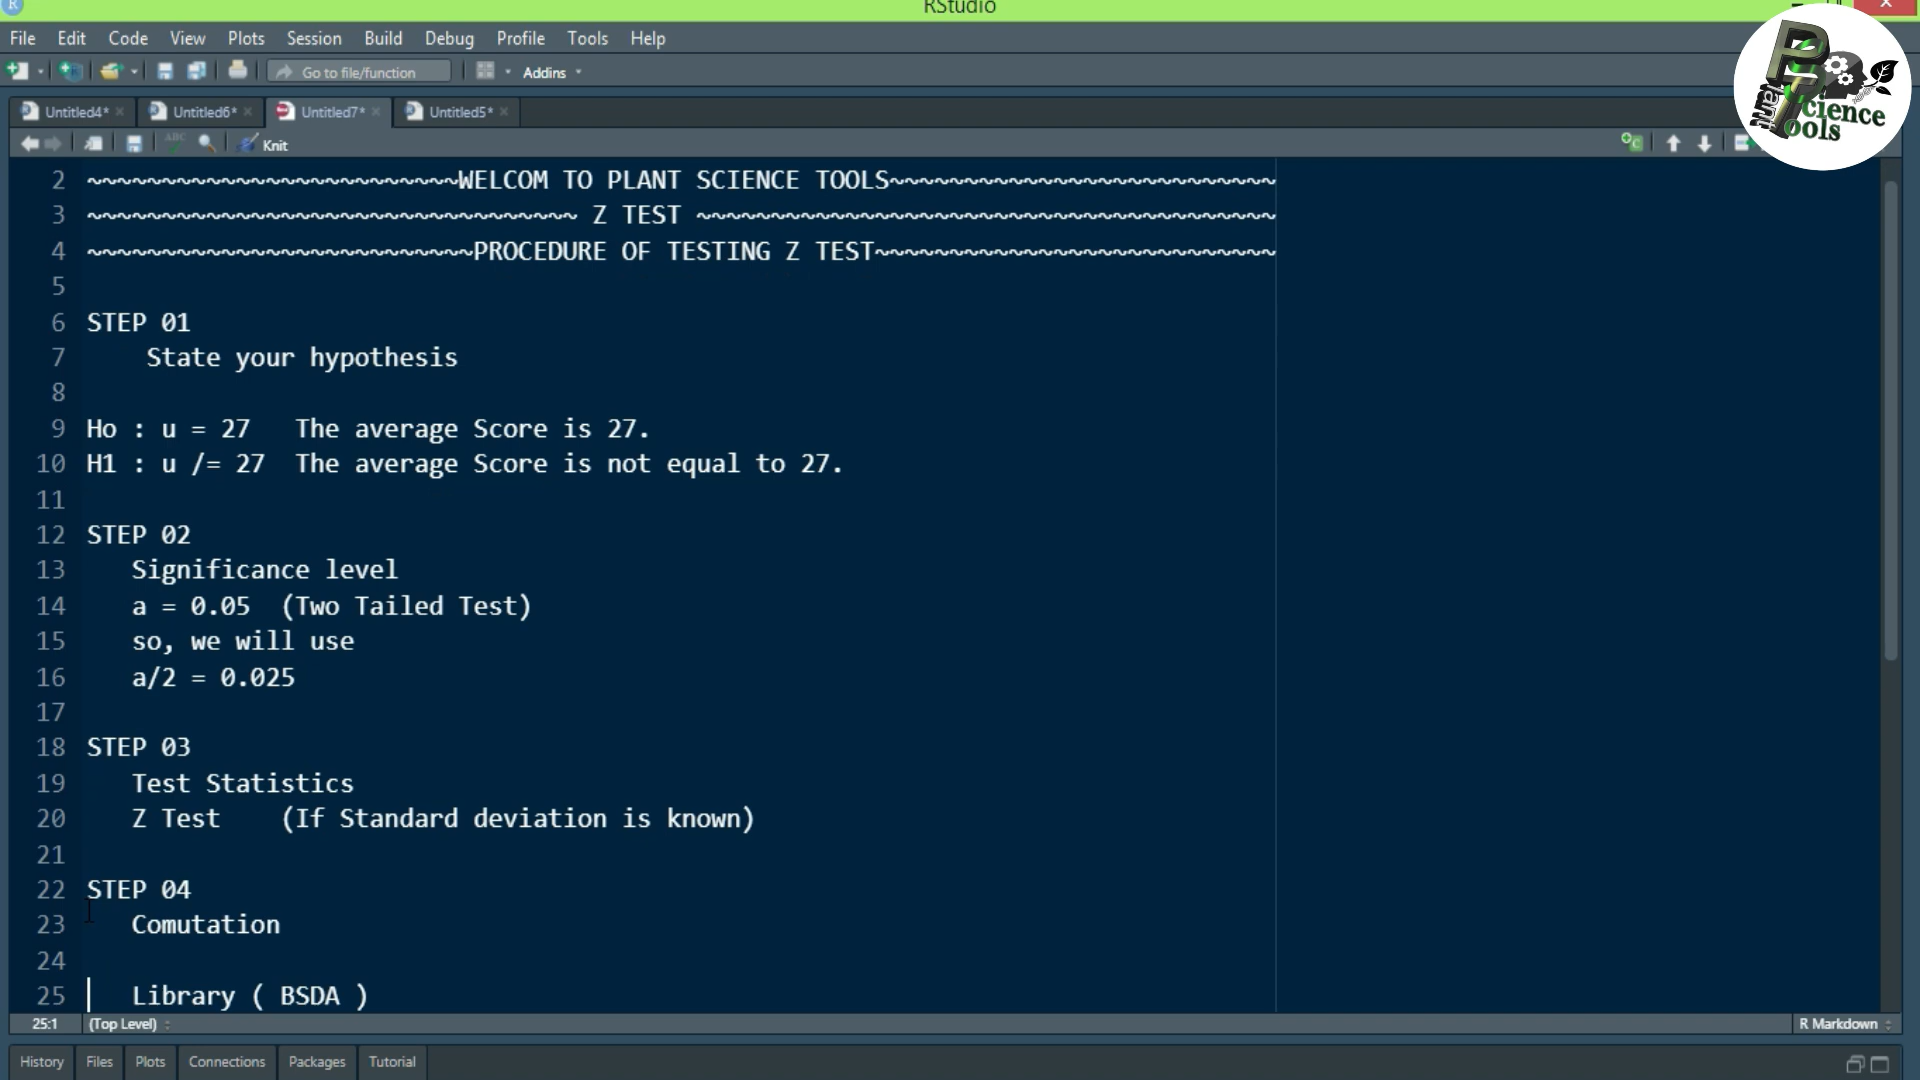 RStudio
File Edit Code View Plots Session Build Debug Profile Tools Help
Go to file/function Addins
Untitled4* Untitled6* Untitled7* Untitled5*
ABC Knit
2 ~~~~~~~~~~~~~~~~~~~~~~~~~WELCOM TO PLANT SCIENCE TOOLS~~~~~~~~~~~~~~~~~~~~~~~~~~
3 ~~~~~~~~~~~~~~~~~~~~~~~~~~~~~~~~~ Z TEST ~~~~~~~~~~~~~~~~~~~~~~~~~~~~~~~~~~~~~~~
4 ~~~~~~~~~~~~~~~~~~~~~~~~~~PROCEDURE OF TESTING Z TEST~~~~~~~~~~~~~~~~~~~~~~~~~~~
5
6 STEP 01
7 State your hypothesis
8
9 Ho : u = 27 The average Score is 27.
10 H1 : u /= 27 The average Score is not equal to 27.
11
12 STEP 02
13 Significance level
14 a = 0.05 (Two Tailed Test)
15 so, we will use
16 a/2 = 0.025
17
18 STEP 03
19 Test Statistics
20 Z Test (If Standard deviation is known)
21
22 STEP 04
23 Comutation
24
25 Library ( BSDA )
25:1 (Top Level) R Markdown
History Files Plots Connections Packages Tutorial
Plant Science Tools